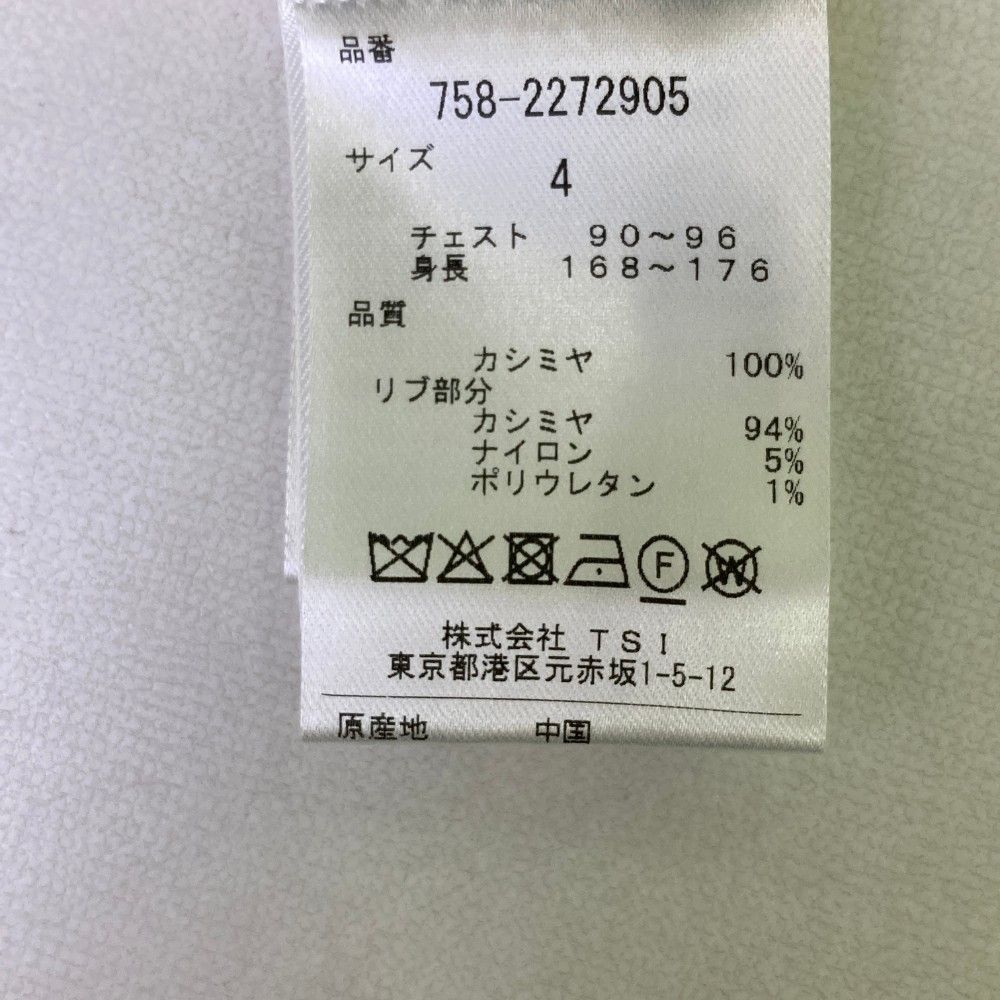 品番
758-2272905
サイズ
4
チェスト 90～96
身長 168～176
品質
カシミヤ 100%
リブ部分
カシミヤ 94%
ナイロン 5%
ポリウレタン 1%
F W
株式会社 TSI
東京都港区元赤坂1-5-12
原産地 中国